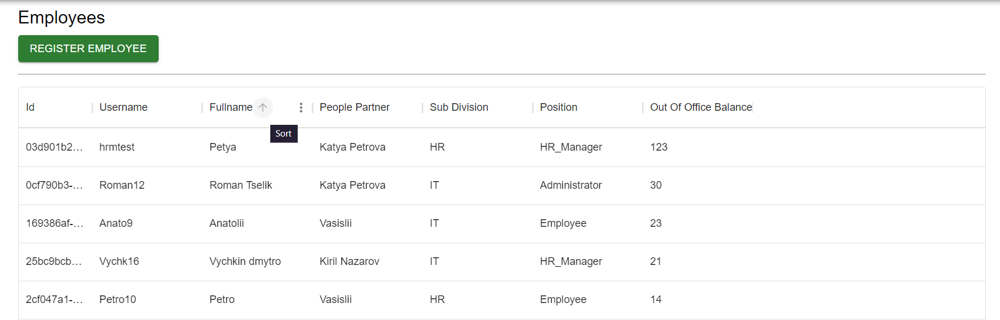 Employees
REGISTER EMPLOYEE
Id Username Fullname People Partner Sub Division Position Out Of Office Balance
Sort
03d901b2... hrmtest Petya Katya Petrova HR HR_Manager 123
0cf790b3-... Roman12 Roman Tselik Katya Petrova IT Administrator 30
169386af-... Anato9 Anatolii Vasislii IT Employee 23
25bc9bcb... Vychk16 Vychkin dmytro Kiril Nazarov IT HR_Manager 21
2cf047a1-... Petro10 Petro Vasislii HR Employee 14